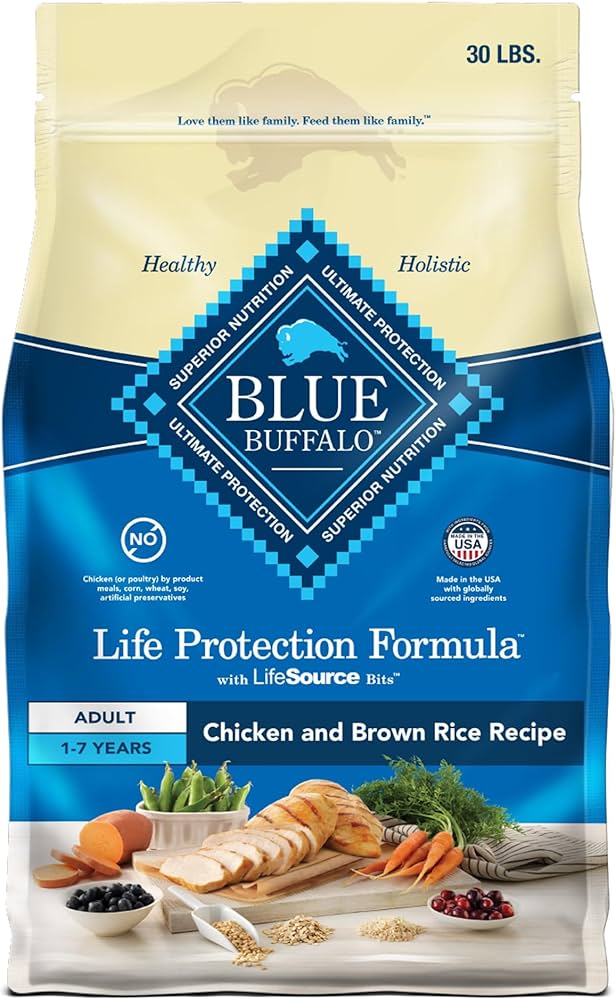 30 LBS.
Love them like family. Feed them like family.™
Healthy
Holistic
SUPERIOR NUTRITION
ULTIMATE PROTECTION
BLUE
BUFFALO™
ULTIMATE PROTECTION
SUPERIOR NUTRITION
NO
Chicken (or poultry) by product
meals, corn, wheat, soy,
artificial preservatives
MADE IN THE
USA
Made in the USA
with globally
sourced ingredients
Life Protection Formula™
with LifeSource Bits™
ADULT
1-7 YEARS
Chicken and Brown Rice Recipe